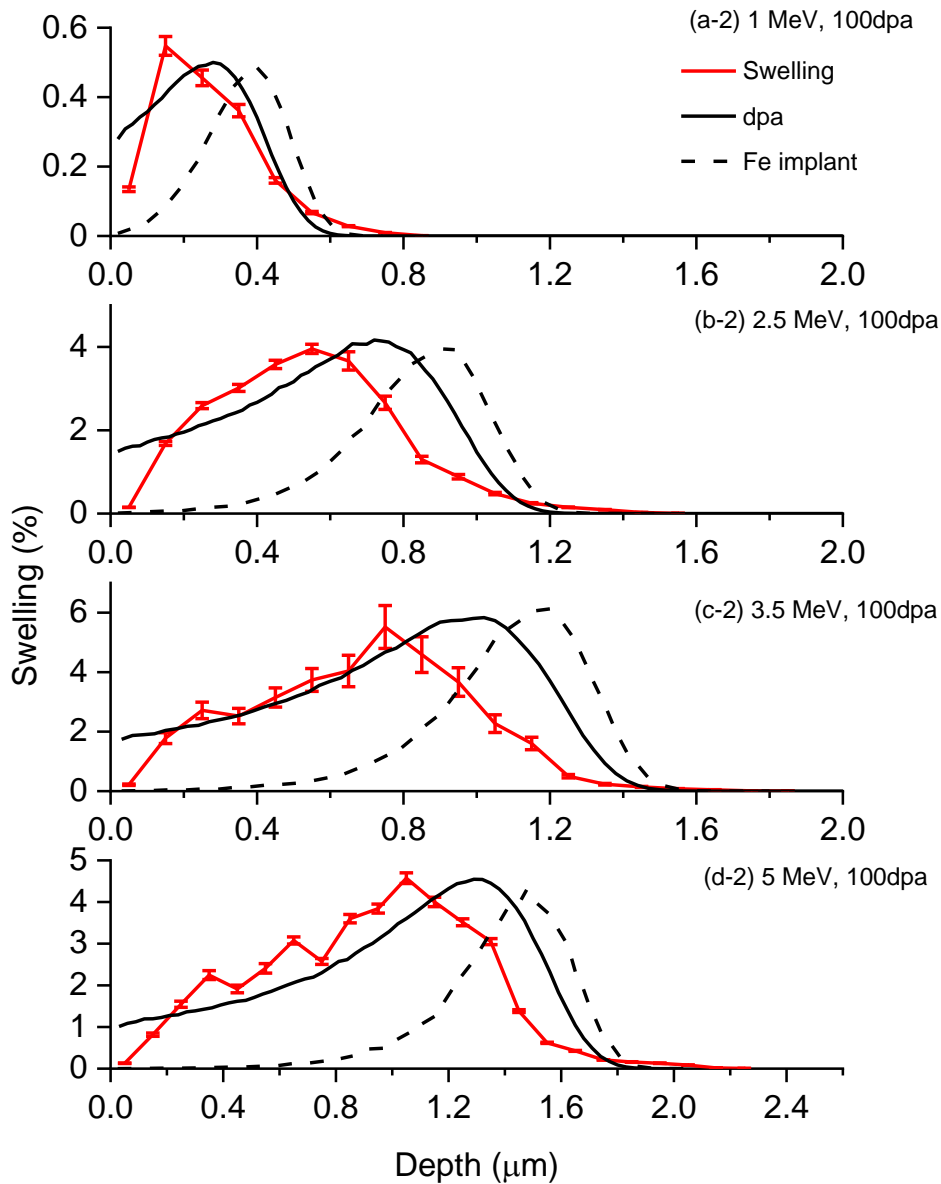 (a-2) 1 MeV, 100dpa
Swelling
dpa
Fe implant
0.6
0.4
0.2
0
0.0 0.4 0.8 1.2 1.6 2.0
(b-2) 2.5 MeV, 100dpa
4
2
0
0.0 0.4 0.8 1.2 1.6 2.0
Swelling (%)
(c-2) 3.5 MeV, 100dpa
6
4
2
0
0.0 0.4 0.8 1.2 1.6 2.0
(d-2) 5 MeV, 100dpa
5
4
3
2
1
0
0.0 0.4 0.8 1.2 1.6 2.0 2.4
Depth (μm)